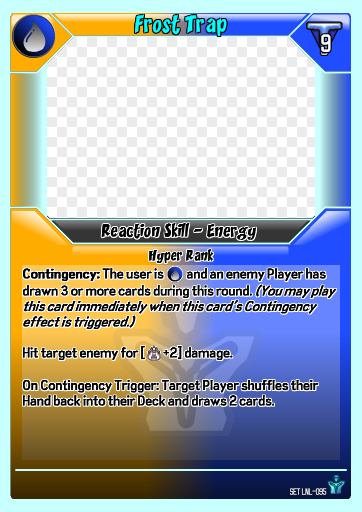 Frost Trap
9
Reaction Skill - Energy
Hyper Rank
Contingency: The user is and an enemy Player has
drawn 3 or more cards during this round. (You may play
this card immediately when this card's Contingency
effect is triggered.)
Hit target enemy for [ +2] damage.
On Contingency Trigger: Target Player shuffles their
Hand back into their Deck and draws 2 cards.
SET LNL-095